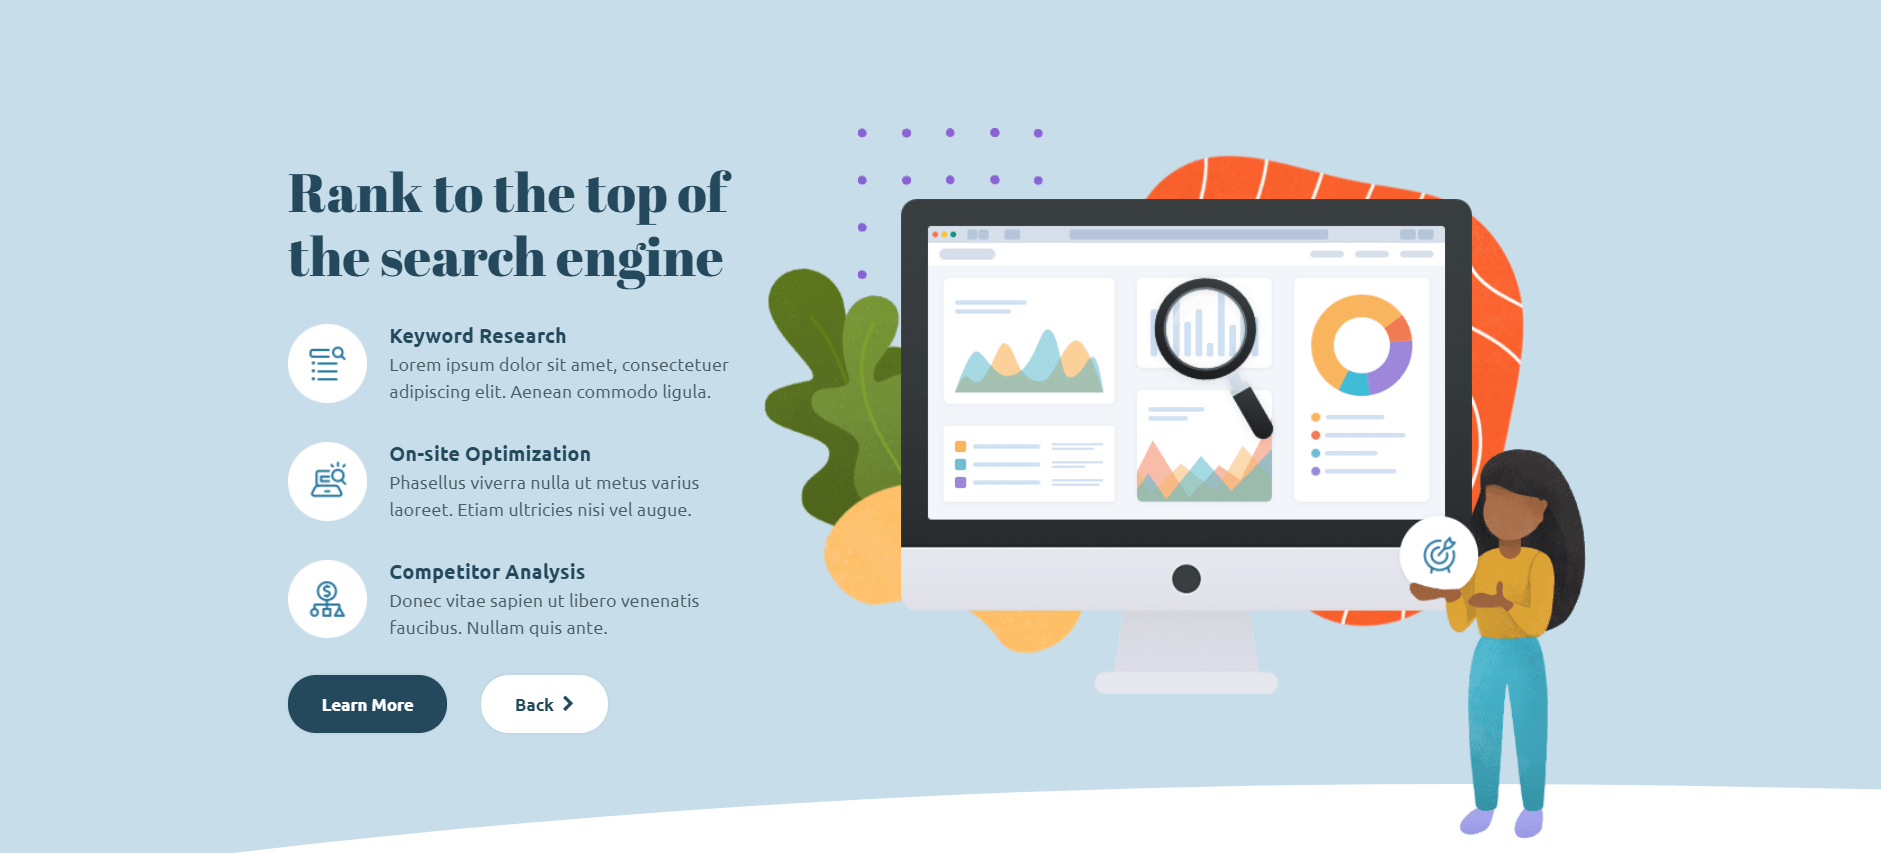 Rank to the top of
the search engine
Keyword Research
Lorem ipsum dolor sit amet, consectetuer
adipiscing elit. Aenean commodo ligula.
On-site Optimization
Phasellus viverra nulla ut metus varius
laoreet. Etiam ultricies nisi vel augue.
Competitor Analysis
Donec vitae sapien ut libero venenatis
faucibus. Nullam quis ante.
Learn More
Back